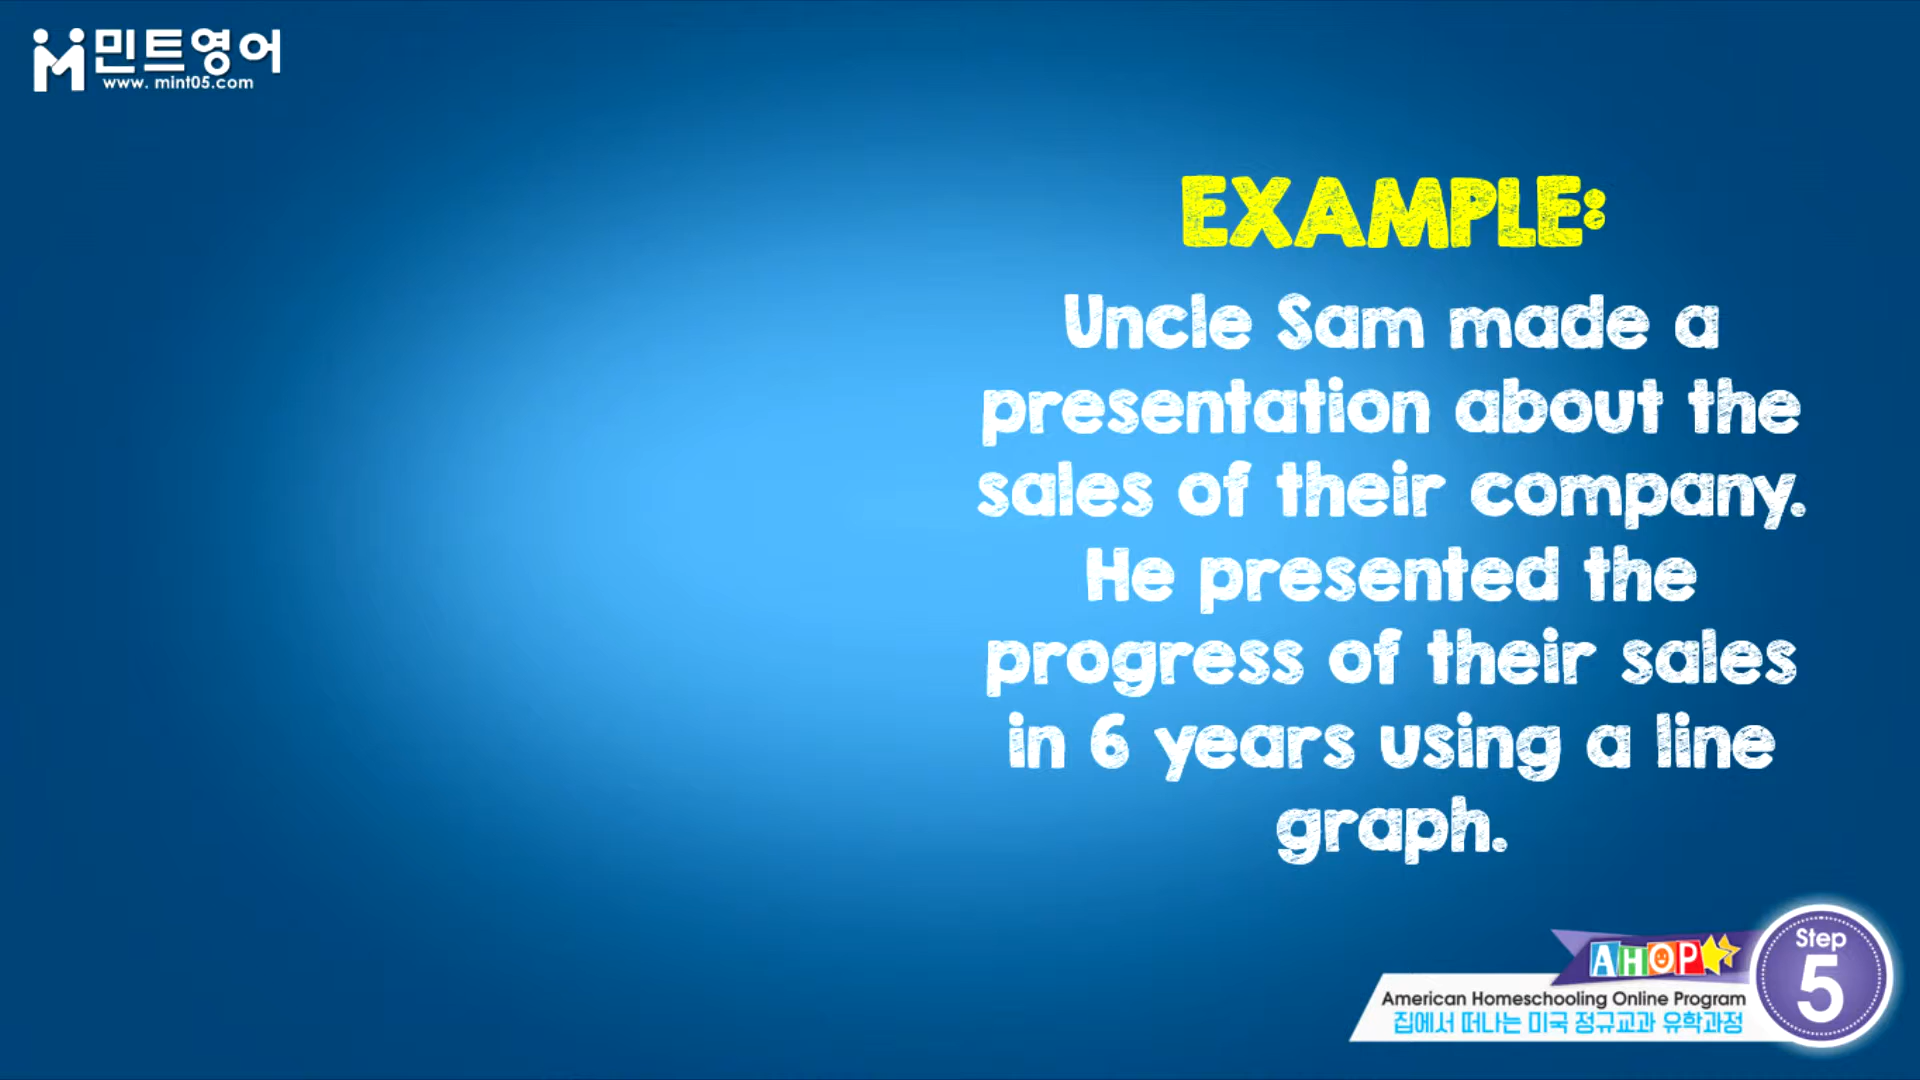 민트영어
www. mint05.com
EXAMPLE:
Uncle Sam made a
presentation about the
sales of their company.
He presented the
progress of their sales
in 6 years using a line
graph.
AHOP
Step
5
American Homeschooling Online Program
집에서 떠나는 미국 정규교과 유학과정